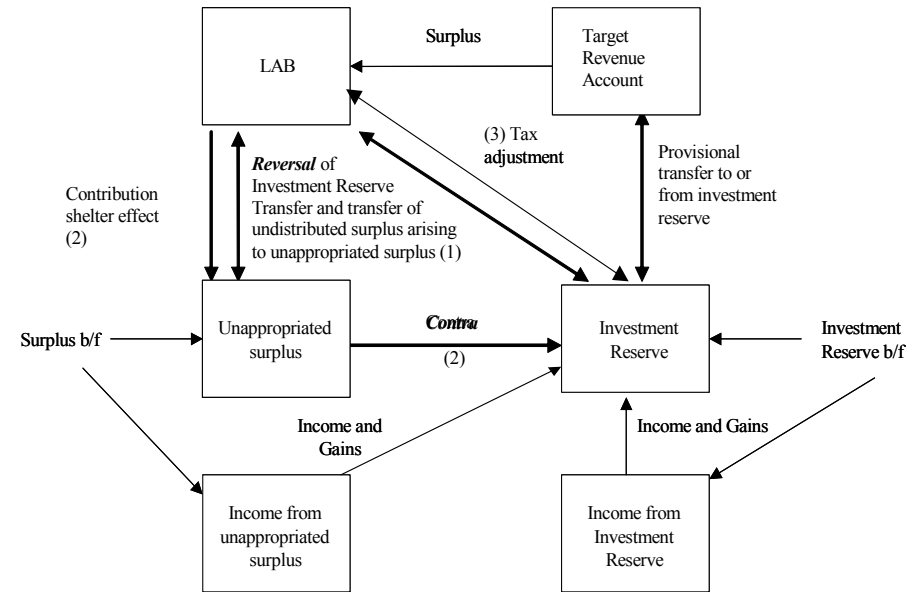 LAB
Surplus
Target
Revenue
Account
(3) Tax
adjustment
Provisional
transfer to or
from investment
reserve
Contribution
shelter effect
(2)
Reversal of
Investment Reserve
Transfer and transfer of
undistributed surplus arising
to unappropriated surplus (1)
Surplus b/f
Unappropriated
surplus
Contra
(2)
Investment
Reserve
Investment
Reserve b/f
Income and
Gains
Income and Gains
Income from
unappropriated
surplus
Income from
Investment
Reserve